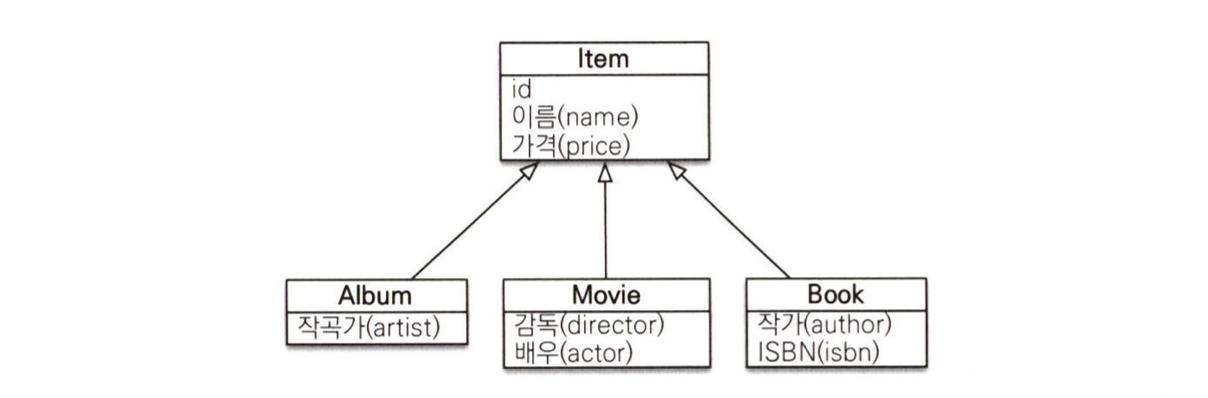 Item
id
이름(name)
가격(price)
Album
작곡가(artist)
Movie
감독(director)
배우(actor)
Book
작가(author)
ISBN(isbn)